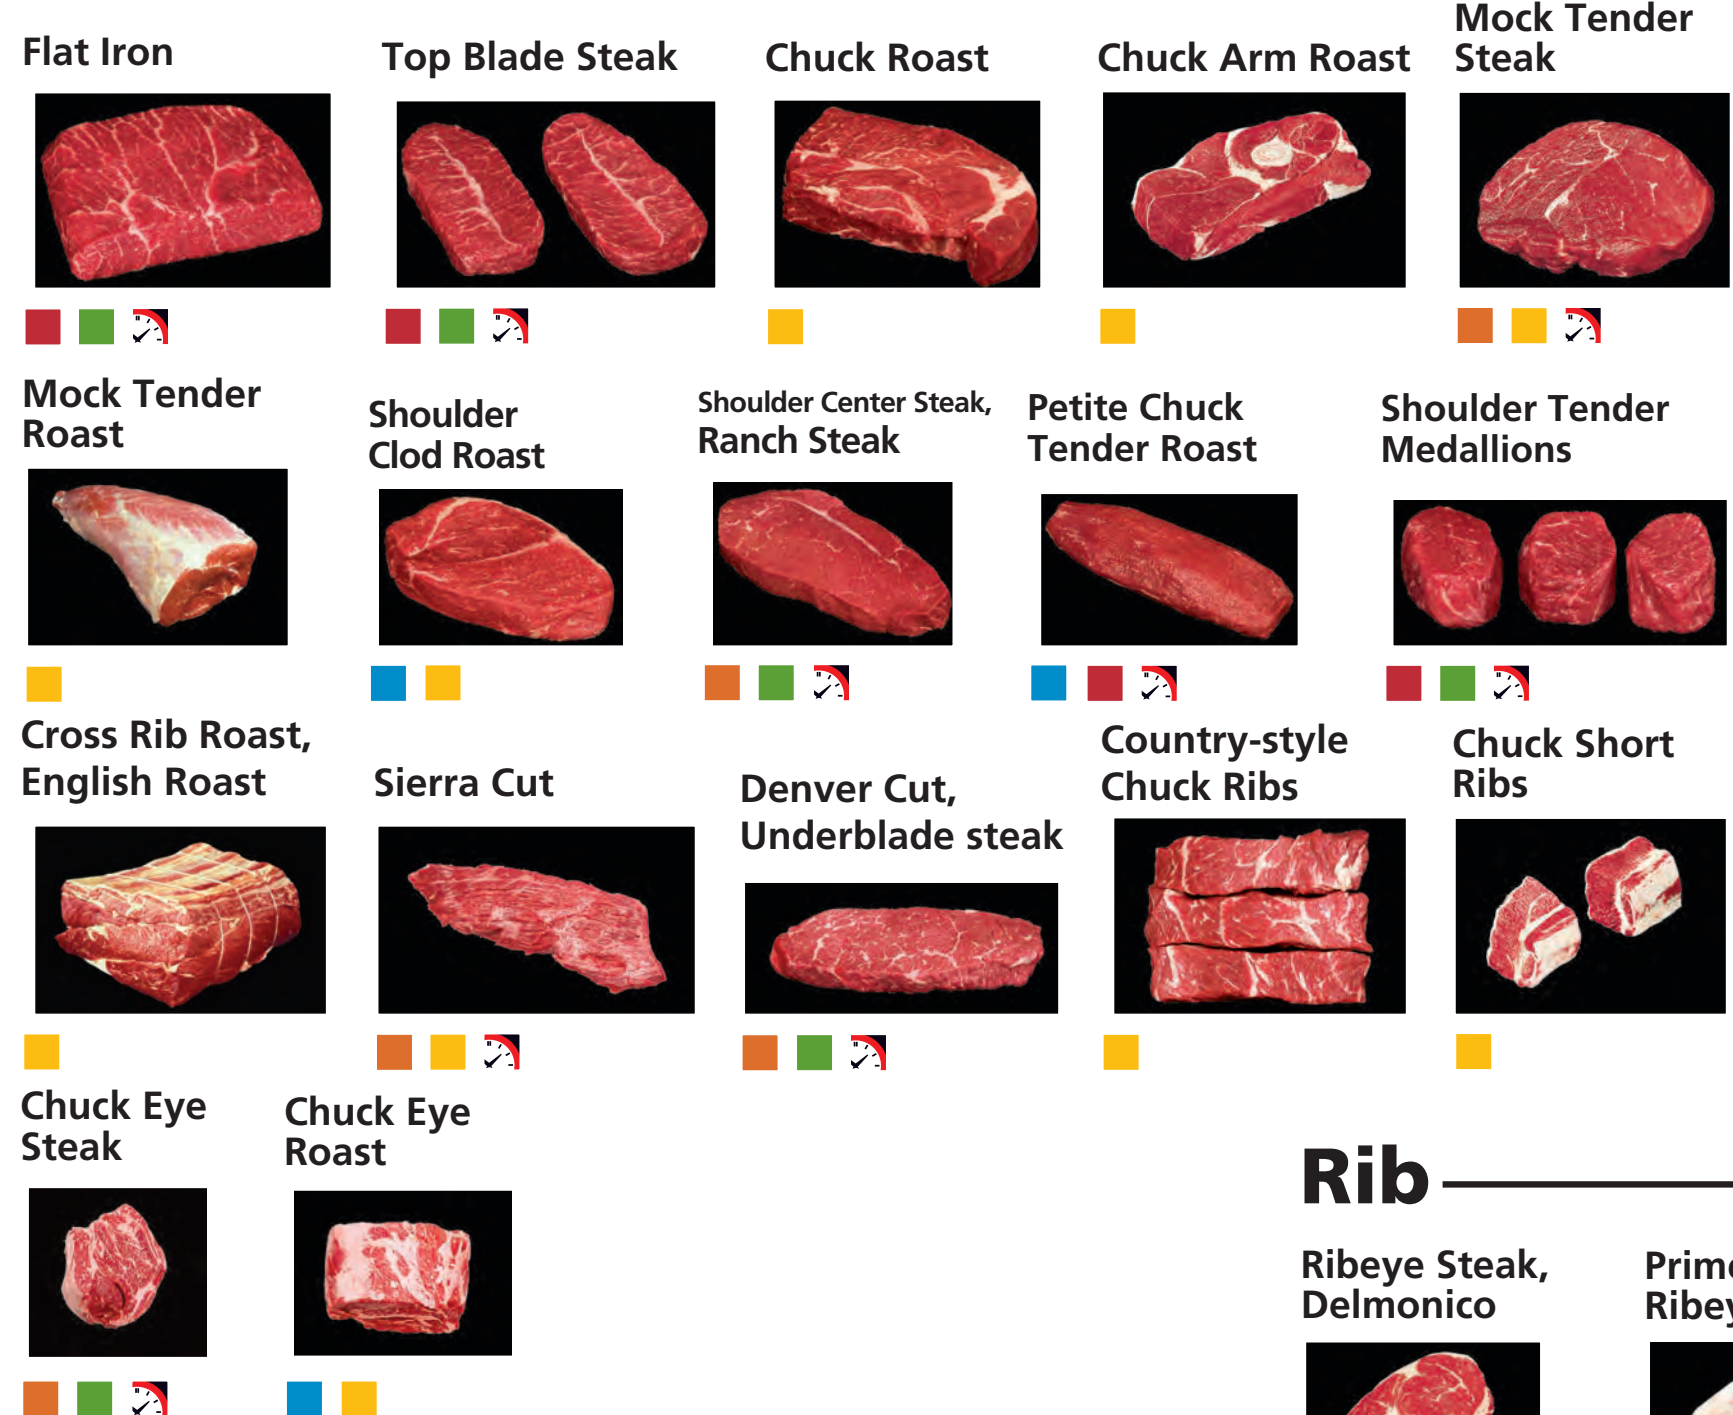 Flat Iron
Top Blade Steak
Chuck Roast
Chuck Arm Roast
Mock Tender
Steak
Mock Tender
Roast
Shoulder
Clod Roast
Shoulder Center Steak,
Ranch Steak
Petite Chuck
Tender Roast
Shoulder Tender
Medallions
Cross Rib Roast,
English Roast
Sierra Cut
Denver Cut,
Underblade steak
Country-style
Chuck Ribs
Chuck Short
Ribs
Chuck Eye
Steak
Chuck Eye
Roast
Rib
Ribeye Steak,
Delmonico